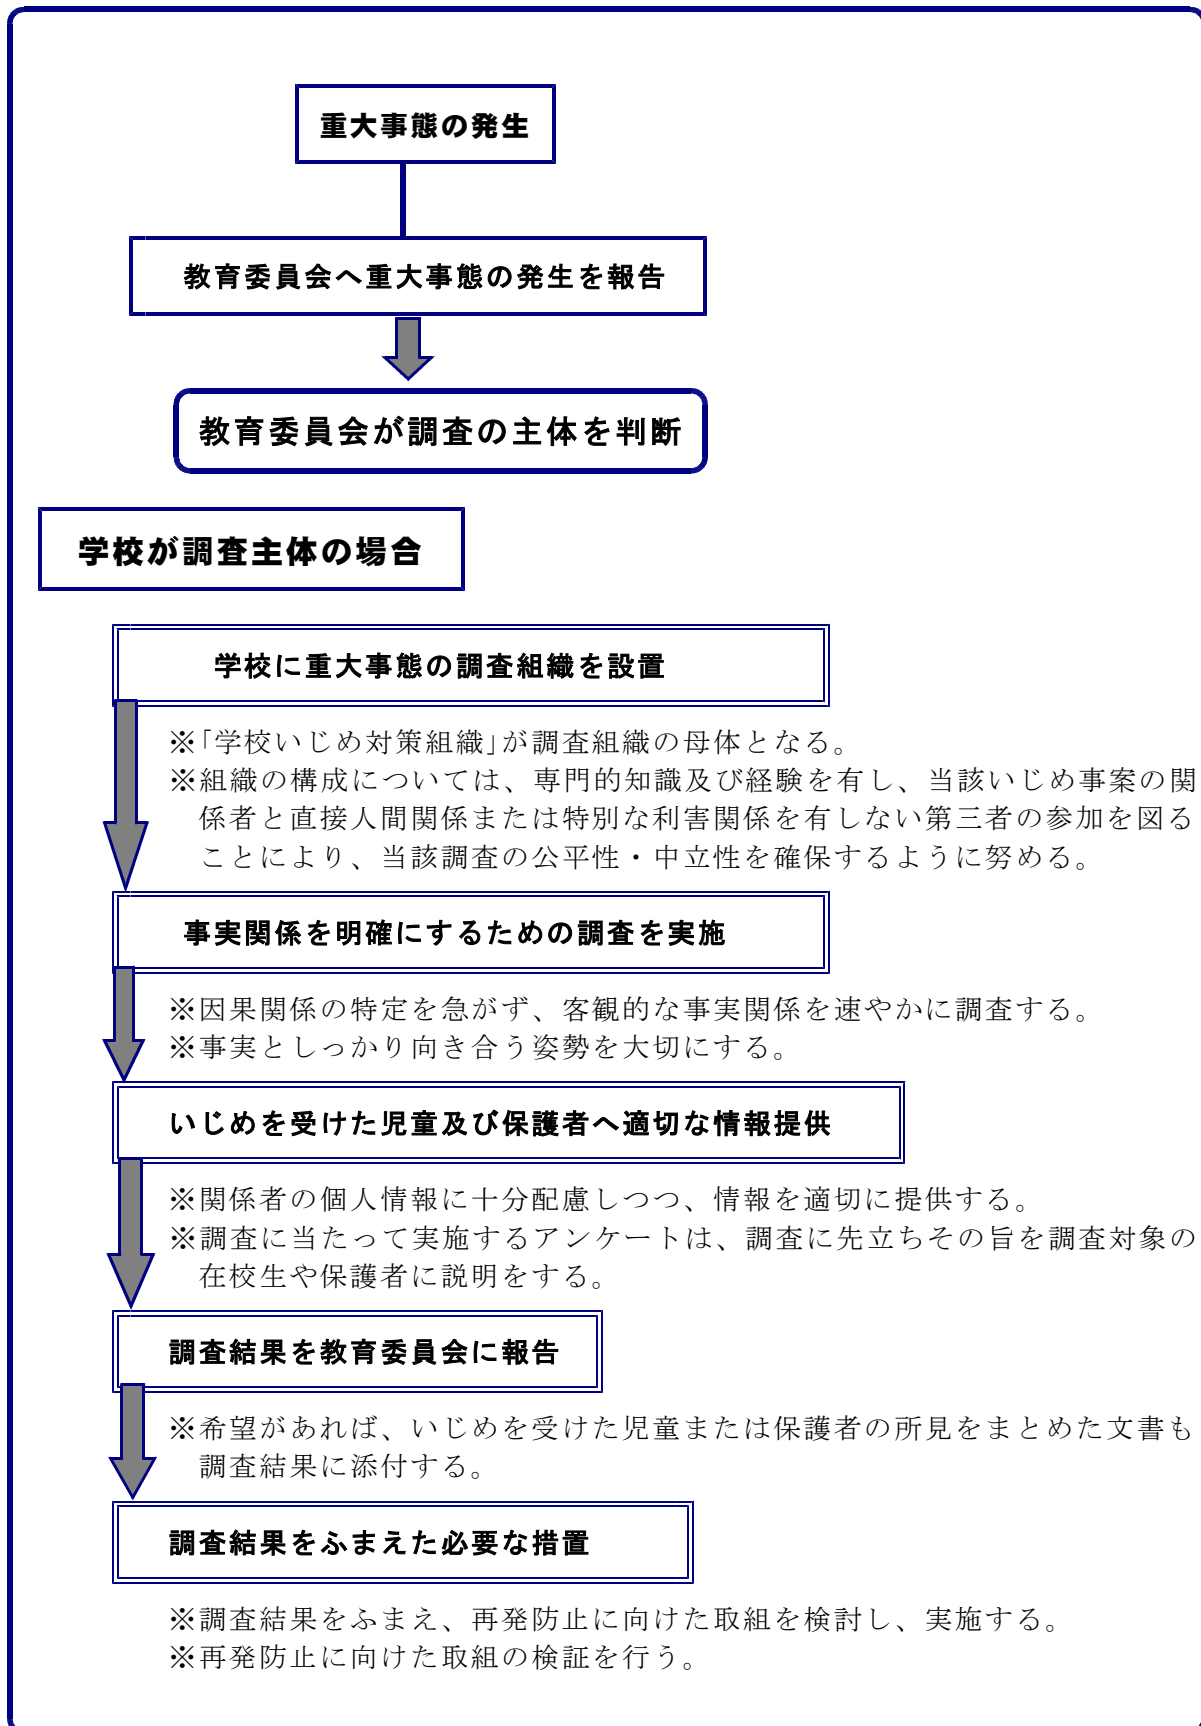 重大事態の発生
教育委員会へ重大事態の発生を報告
教育委員会が調査の主体を判断
学校が調査主体の場合
学校に重大事態の調査組織を設置
※「学校いじめ対策組織」が調査組織の母体となる。
※組織の構成については、専門的知識及び経験を有し、当該いじめ事案の関
係者と直接人間関係または特別な利害関係を有しない第三者の参加を図る
ことにより、当該調査の公平性・中立性を確保するように努める。
事実関係を明確にするための調査を実施
※因果関係の特定を急がず、客観的な事実関係を速やかに調査する。
※事実としっかり向き合う姿勢を大切にする。
いじめを受けた児童及び保護者へ適切な情報提供
※関係者の個人情報に十分配慮しつつ、情報を適切に提供する。
※調査に当たって実施するアンケートは、調査に先立ちその旨を調査対象の
在校生や保護者に説明をする。
調査結果を教育委員会に報告
※希望があれば、いじめを受けた児童または保護者の所見をまとめた文書も
調査結果に添付する。
調査結果をふまえた必要な措置
※調査結果をふまえ、再発防止に向けた取組を検討し、実施する。
※再発防止に向けた取組の検証を行う。